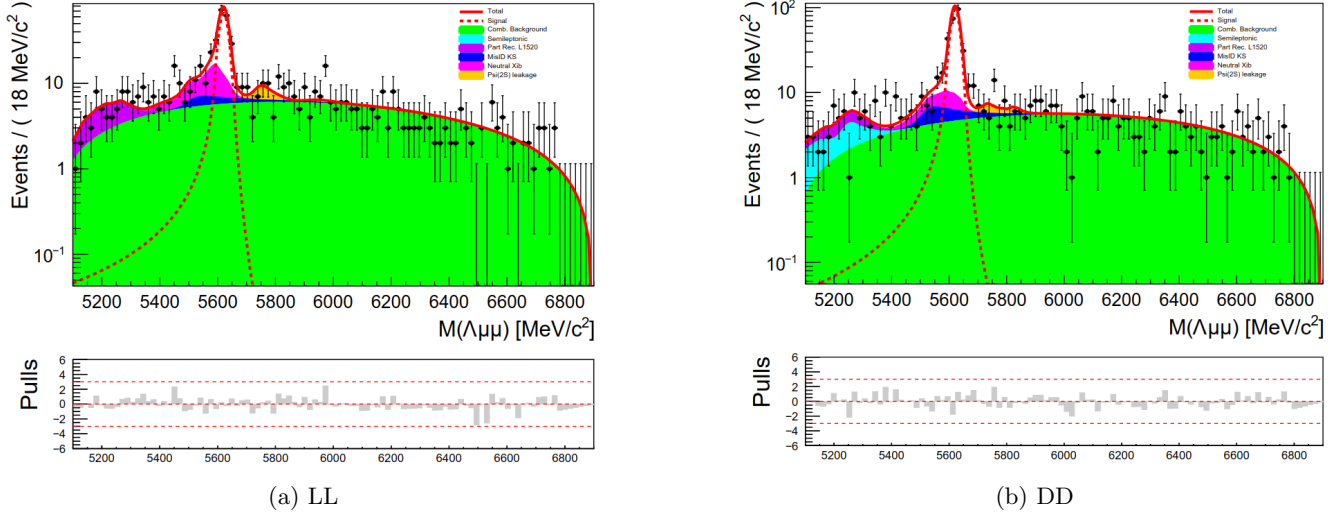 Events / ( 18 MeV/c²)
10
1
10⁻¹
Total
Signal
Comb. Background
Semileptonic
Part Rec. L1520
MisID KS
Neutral Xib
Psi(2S) leakage
5200 5400 5600 5800 6000 6200 6400 6600 6800
M(Λμμ) [MeV/c²]
Pulls
6
4
2
0
−2
−4
−6
5200 5400 5600 5800 6000 6200 6400 6600 6800
(a) LL
Events / ( 18 MeV/c²)
10²
10
1
10⁻¹
Total
Signal
Comb. Background
Semileptonic
Part Rec. L1520
MisID KS
Neutral Xib
Psi(2S) leakage
5200 5400 5600 5800 6000 6200 6400 6600 6800
M(Λμμ) [MeV/c²]
Pulls
6
4
2
0
−2
−4
−6
5200 5400 5600 5800 6000 6200 6400 6600 6800
(b) DD